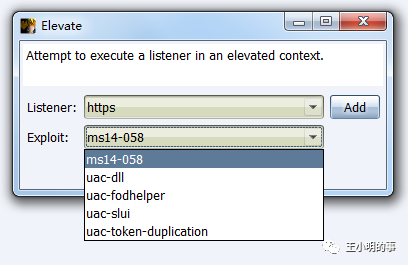 Elevate
Attempt to execute a listener in an elevated context.
Listener: https Add
Exploit: ms14-058
ms14-058
uac-dll
uac-fodhelper
uac-slui
uac-token-duplication
王小明的事